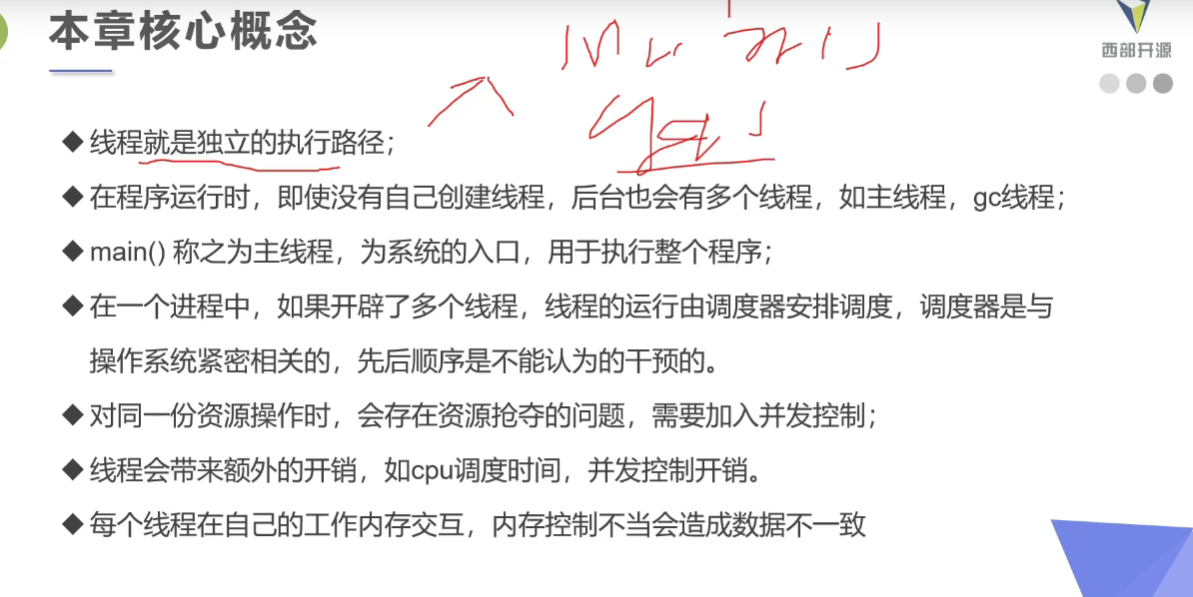 本章核心概念
西部开源
◆线程就是独立的执行路径；
◆在程序运行时，即使没有自己创建线程，后台也会有多个线程，如主线程，gc线程；
◆main() 称之为主线程，为系统的入口，用于执行整个程序；
◆在一个进程中，如果开辟了多个线程，线程的运行由调度器安排调度，调度器是与
操作系统紧密相关的，先后顺序是不能认为的干预的。
◆对同一份资源操作时，会存在资源抢夺的问题，需要加入并发控制；
◆线程会带来额外的开销，如cpu调度时间，并发控制开销。
◆每个线程在自己的工作内存交互，内存控制不当会造成数据不一致